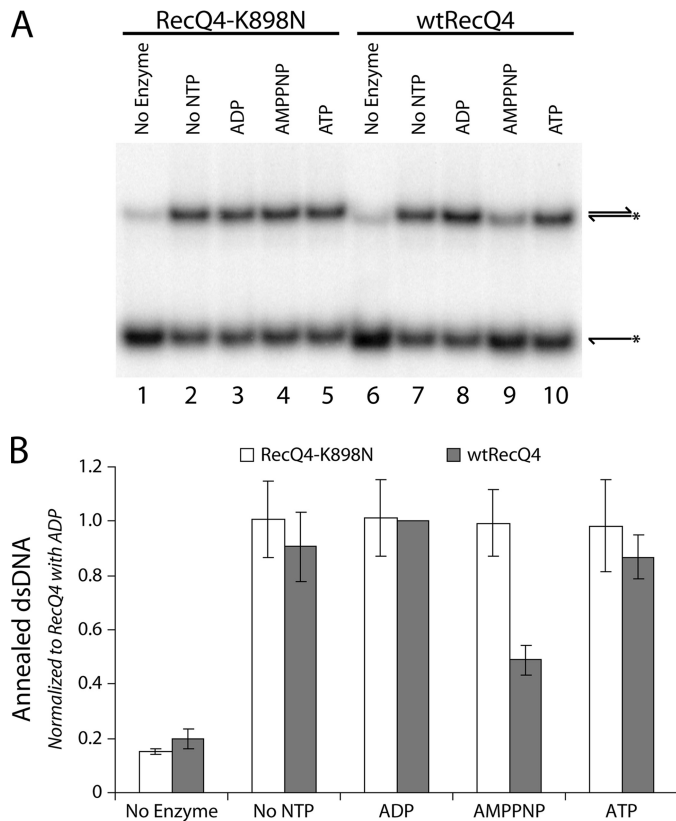 A
RecQ4-K898N wtRecQ4
No Enzyme No NTP ADP AMPPNP ATP No Enzyme No NTP ADP AMPPNP ATP
*
*
1 2 3 4 5 6 7 8 9 10
B
RecQ4-K898N wtRecQ4
Annealed dsDNA
Normalized to RecQ4 with ADP
1.2
1.0
0.8
0.6
0.4
0.2
0
No Enzyme No NTP ADP AMPPNP ATP